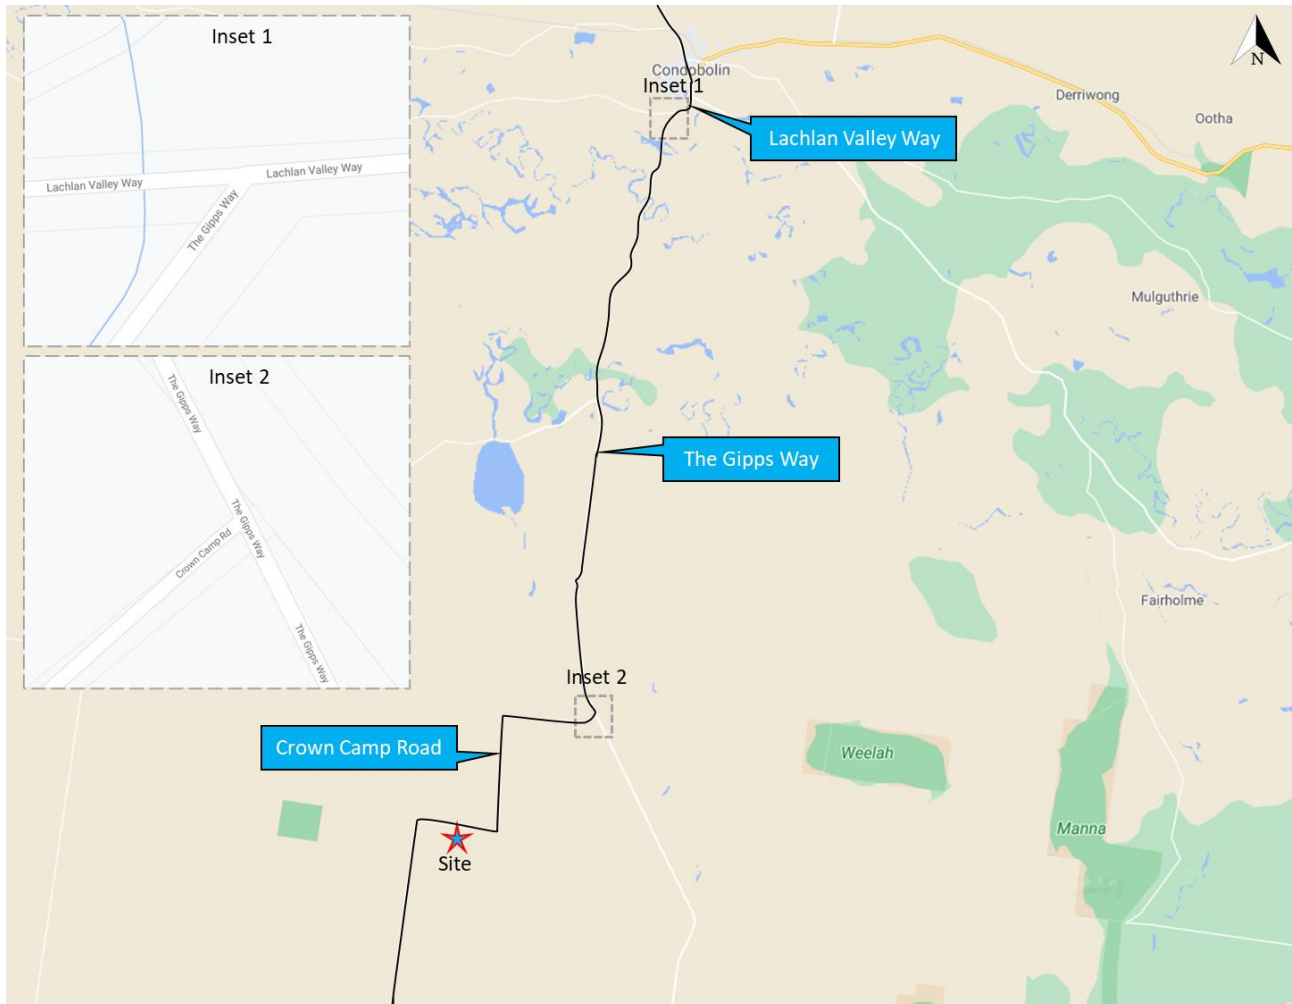 Inset 1
Lachlan Valley Way
Lachlan Valley Way
The Gipps Way
Inset 2
The Gipps Way
The Gipps Way
Crown Camp Rd
The Gipps Way
N
Condobolin
Inset 1
Lachlan Valley Way
Derriwong
Ootha
Mulguthrie
The Gipps Way
Fairholme
Inset 2
Crown Camp Road
Weelah
Manna
Site